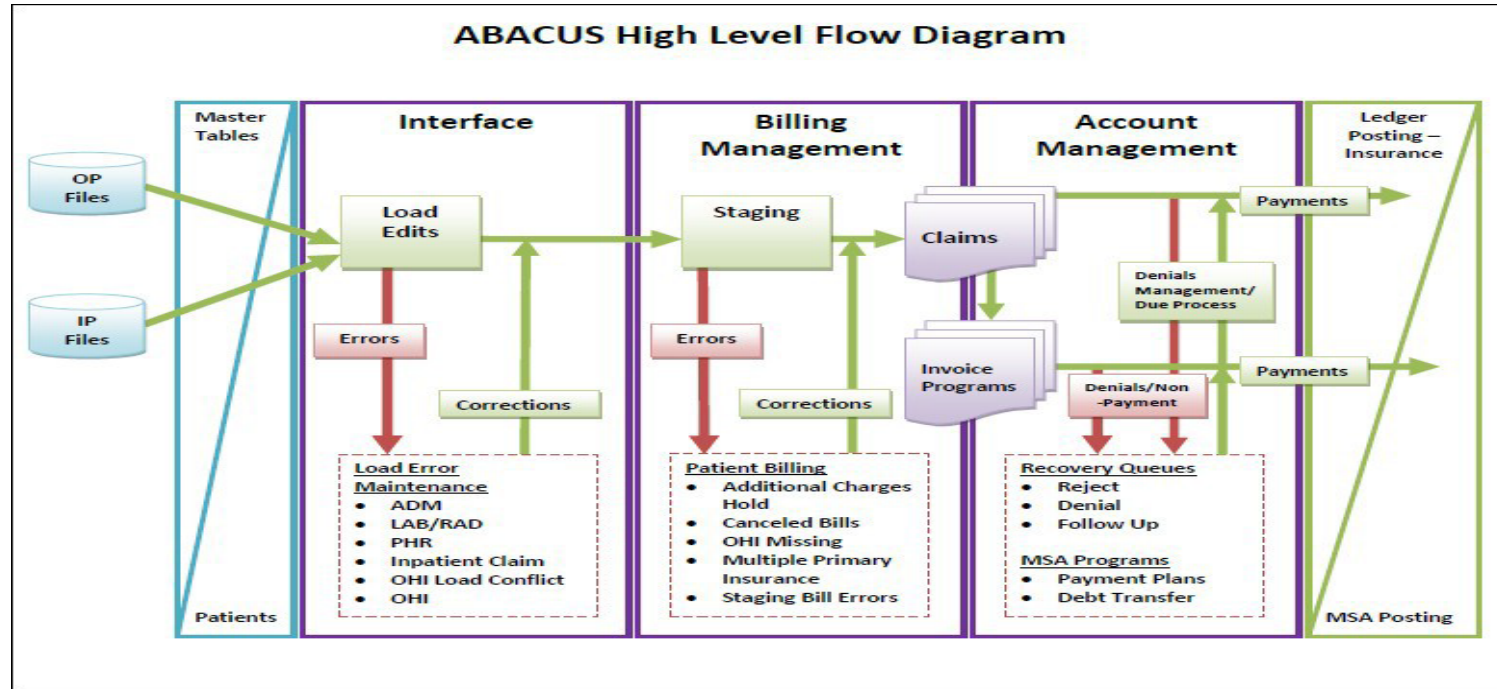 ABACUS High Level Flow Diagram
Master
Tables
Interface
Billing
Management
Account
Management
Ledger
Posting –
Insurance
OP
Files
IP
Files
Load
Edits
Staging
Claims
Payments
Denials
Management/
Due Process
Errors
Errors
Invoice
Programs
Payments
Corrections
Corrections
Denials/Non
-Payment
Load Error
Maintenance
• ADM
• LAB/RAD
• PHR
• Inpatient Claim
• OHI Load Conflict
• OHI
Patient Billing
• Additional Charges
Hold
• Canceled Bills
• OHI Missing
• Multiple Primary
Insurance
• Staging Bill Errors
Recovery Queues
• Reject
• Denial
• Follow Up
MSA Programs
• Payment Plans
• Debt Transfer
Patients
MSA Posting